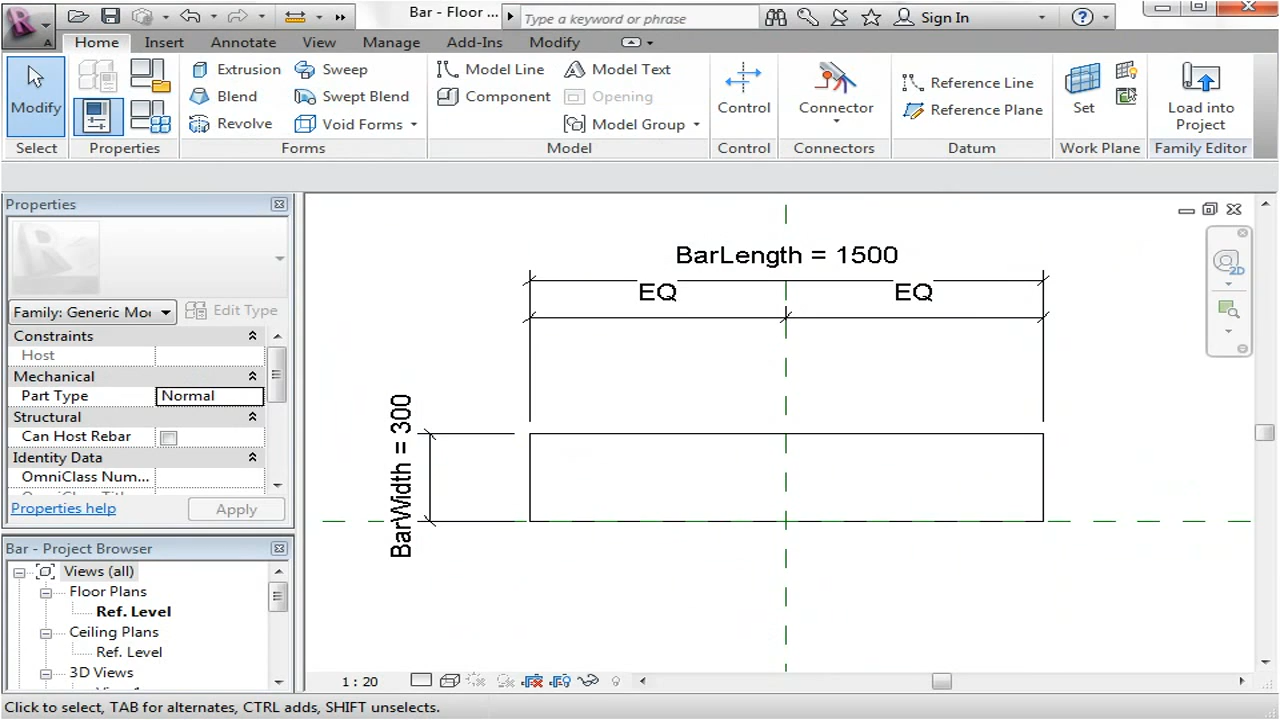 Bar - Floor ...
Type a keyword or phrase
Sign In
Home Insert Annotate View Manage Add-Ins Modify
Modify
Extrusion
Blend
Revolve
Sweep
Swept Blend
Void Forms
Model Line
Component
Model Text
Opening
Model Group
Control
Connector
Reference Line
Reference Plane
Set
Load into
Project
Select Properties Forms Model Control Connectors Datum Work Plane Family Editor
Properties
Family: Generic Mo
Edit Type
Constraints
Host
Mechanical
Part Type Normal
Structural
Can Host Rebar
Identity Data
OmniClass Num...
Properties help
Apply
Bar - Project Browser
Views (all)
Floor Plans
Ref. Level
Ceiling Plans
Ref. Level
3D Views
BarLength = 1500
EQ EQ
BarWidth = 300
2D
1 : 20
Click to select, TAB for alternates, CTRL adds, SHIFT unselects.